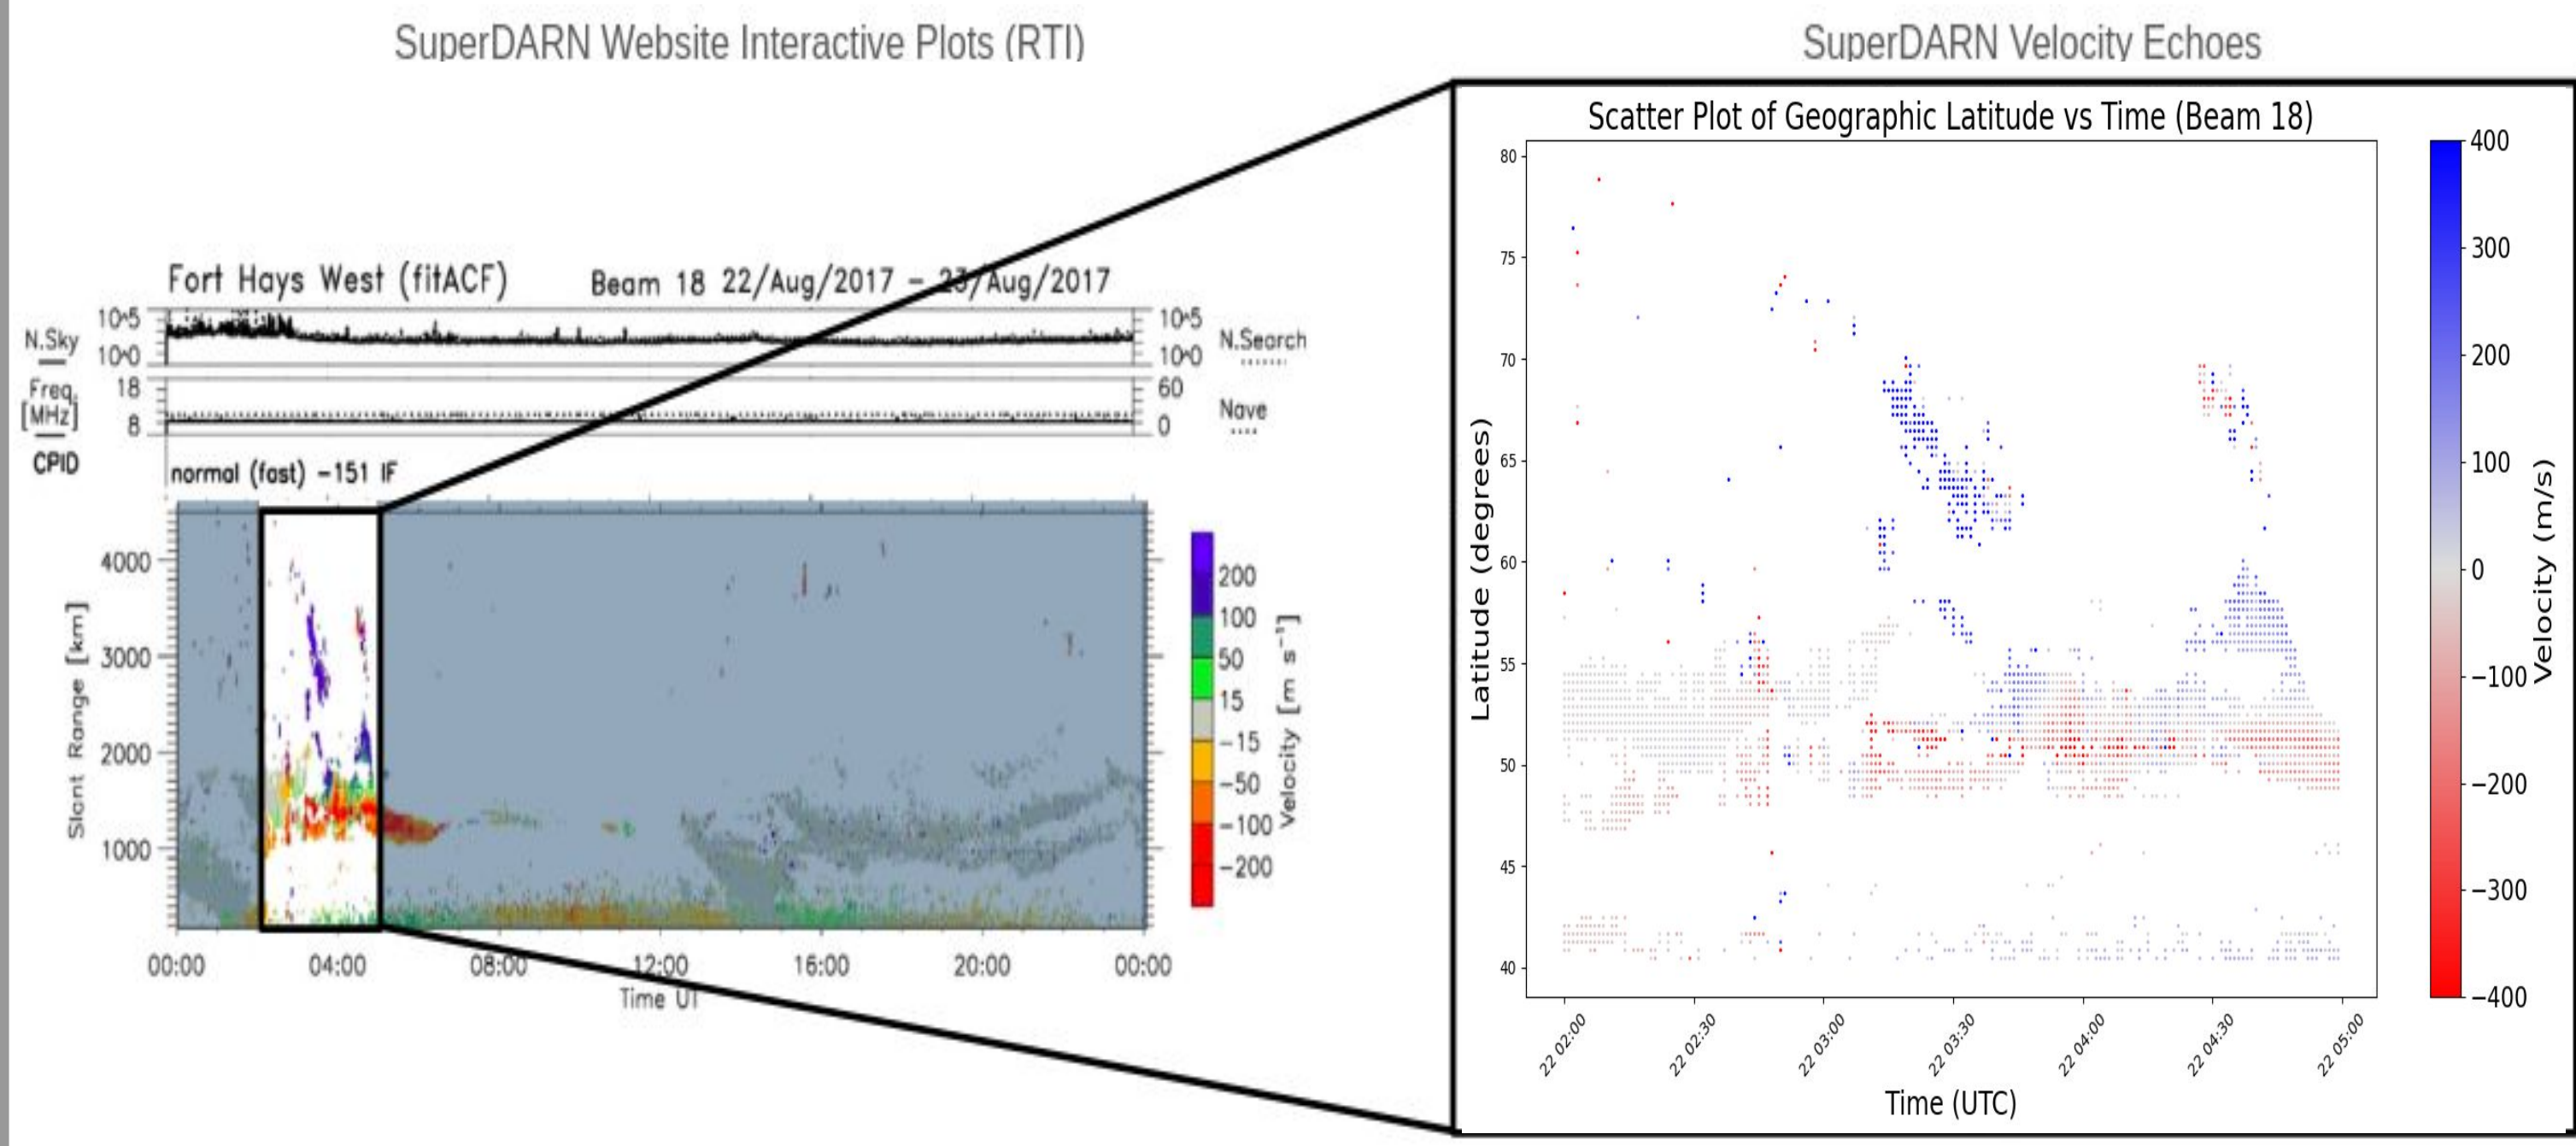 SuperDARN Website Interactive Plots (RTI)
SuperDARN Velocity Echoes
Fort Hays West (fitACF)
Beam 18 22/Aug/2017 - 23/Aug/2017
N.Sky
10^5
10^0
10^5
10^0
N.Search
Freq.
[MHz]
18
8
60
0
Nave
CPID
normal (fast) -151 IF
Slant Range [km]
4000
3000
2000
1000
00:00 04:00 08:00 12:00 16:00 20:00 00:00
Time UT
200
100
50
15
-15
-50
-100
-200
Velocity [m s⁻¹]
Scatter Plot of Geographic Latitude vs Time (Beam 18)
Latitude (degrees)
80
75
70
65
60
55
50
45
40
22 02:00 22 02:30 22 03:00 22 03:30 22 04:00 22 04:30 22 05:00
Time (UTC)
400
300
200
100
0
−100
−200
−300
−400
Velocity (m/s)